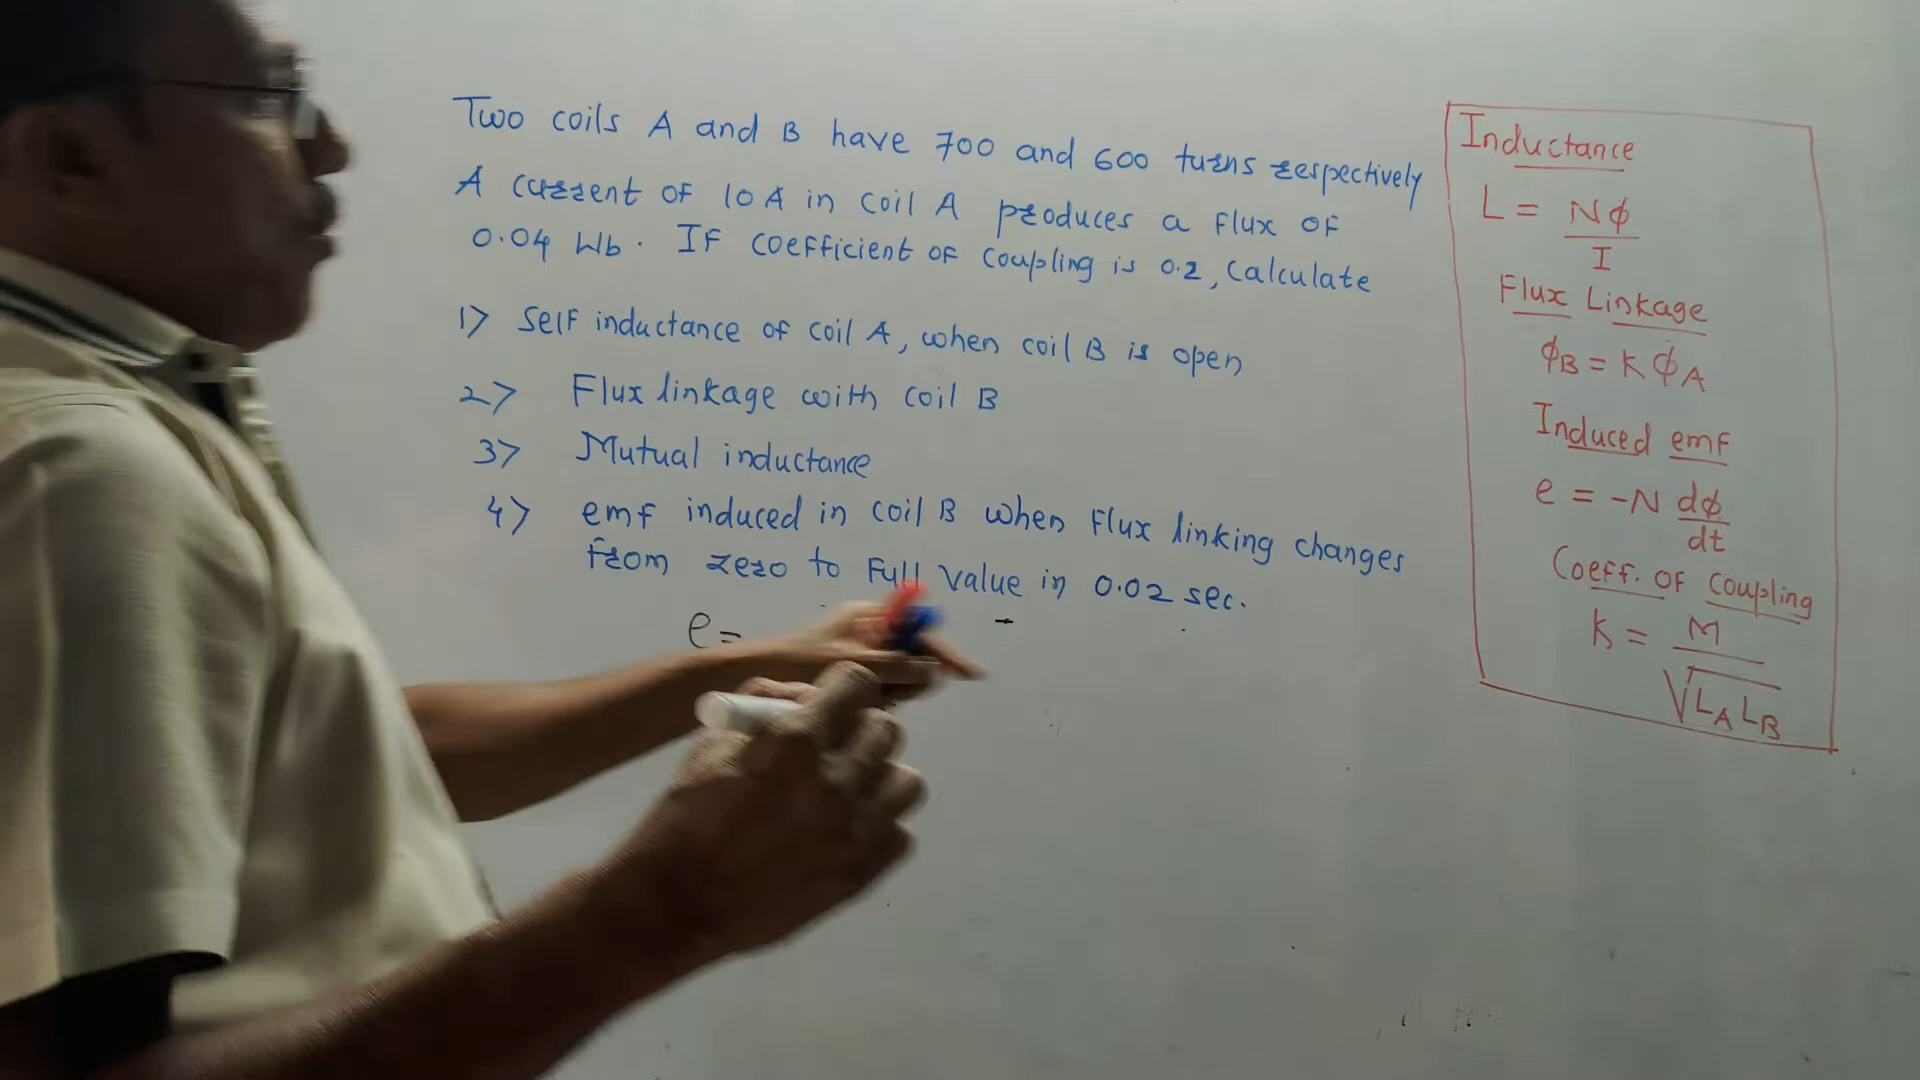 Two coils A and B have 700 and 600 turns respectively
A current of 10 A in coil A produces a flux of
0.04 Wb. If coefficient of coupling is 0.2, calculate
1> Self inductance of coil A, when coil B is open
2> Flux linkage with coil B
3> Mutual inductance
4> emf induced in coil B when flux linking changes
from zero to full value in 0.02 sec.
e=
Inductance
L = Nϕ/I
Flux Linkage
ϕB = K ϕA
Induced emf
e = -N dϕ/dt
Coeff. of coupling
K = M/√LA LB